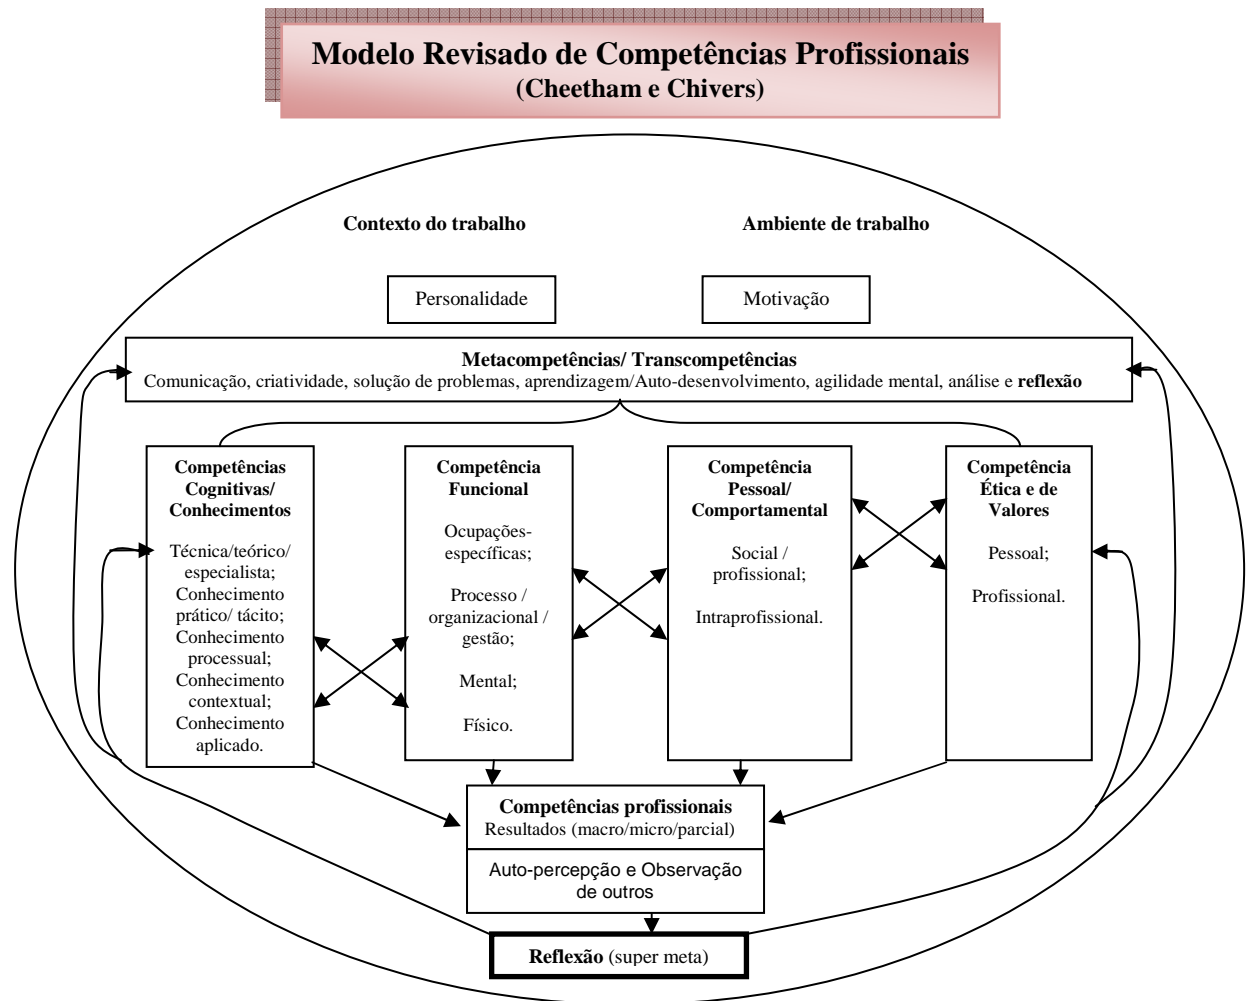 Modelo Revisado de Competências Profissionais
(Cheetham e Chivers)
Contexto do trabalho
Ambiente de trabalho
Personalidade
Motivação
Metacompetências/ Transcompetências
Comunicação, criatividade, solução de problemas, aprendizagem/Auto-desenvolvimento, agilidade mental, análise e reflexão
Competências
Cognitivas/
Conhecimentos
Técnica/teórico/
especialista;
Conhecimento
prático/ tácito;
Conhecimento
processual;
Conhecimento
contextual;
Conhecimento
aplicado.
Competência
Funcional
Ocupações-
específicas;
Processo /
organizacional /
gestão;
Mental;
Físico.
Competência
Pessoal/
Comportamental
Social /
profissional;
Intraprofissional.
Competência
Ética e de
Valores
Pessoal;
Profissional.
Competências profissionais
Resultados (macro/micro/parcial)
Auto-percepção e Observação
de outros
Reflexão (super meta)